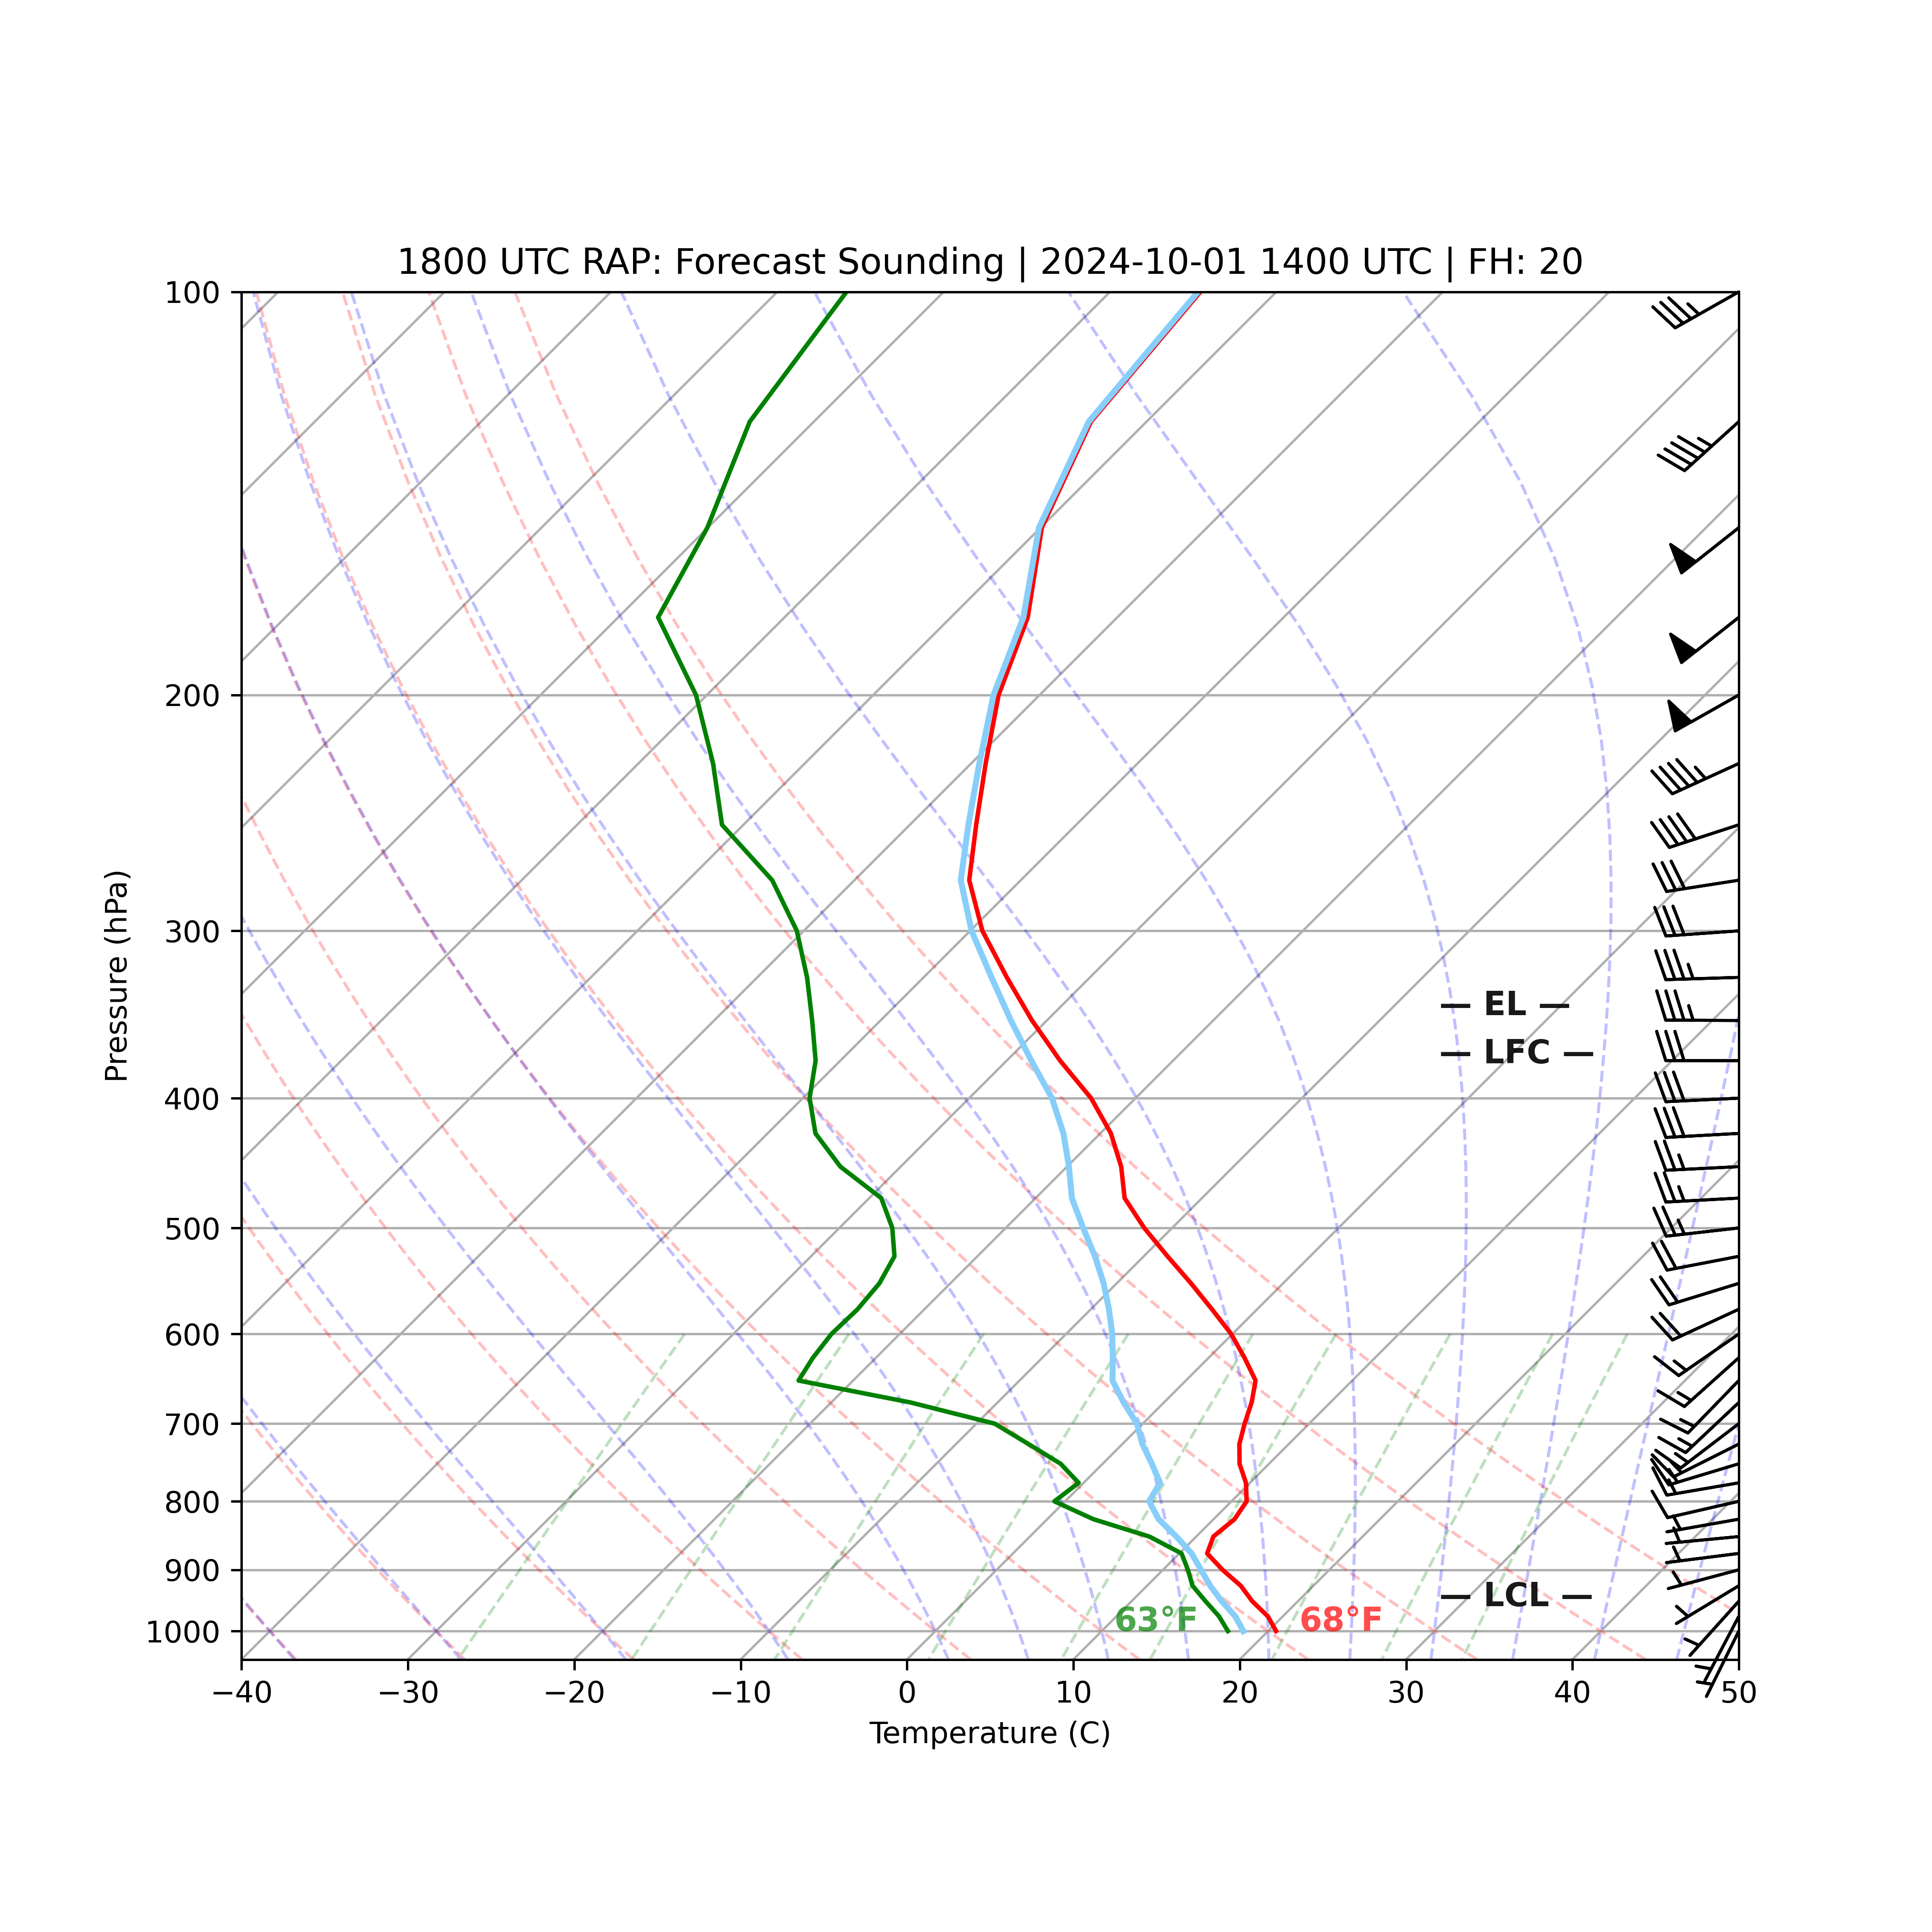 1800 UTC RAP: Forecast Sounding | 2024-10-01 1400 UTC | FH: 20
100
200
300
— EL —
— LFC —
400
500
600
700
800
900
— LCL —
63°F 68°F
1000
−40 −30 −20 −10 0 10 20 30 40 50
Temperature (C)
Pressure (hPa)